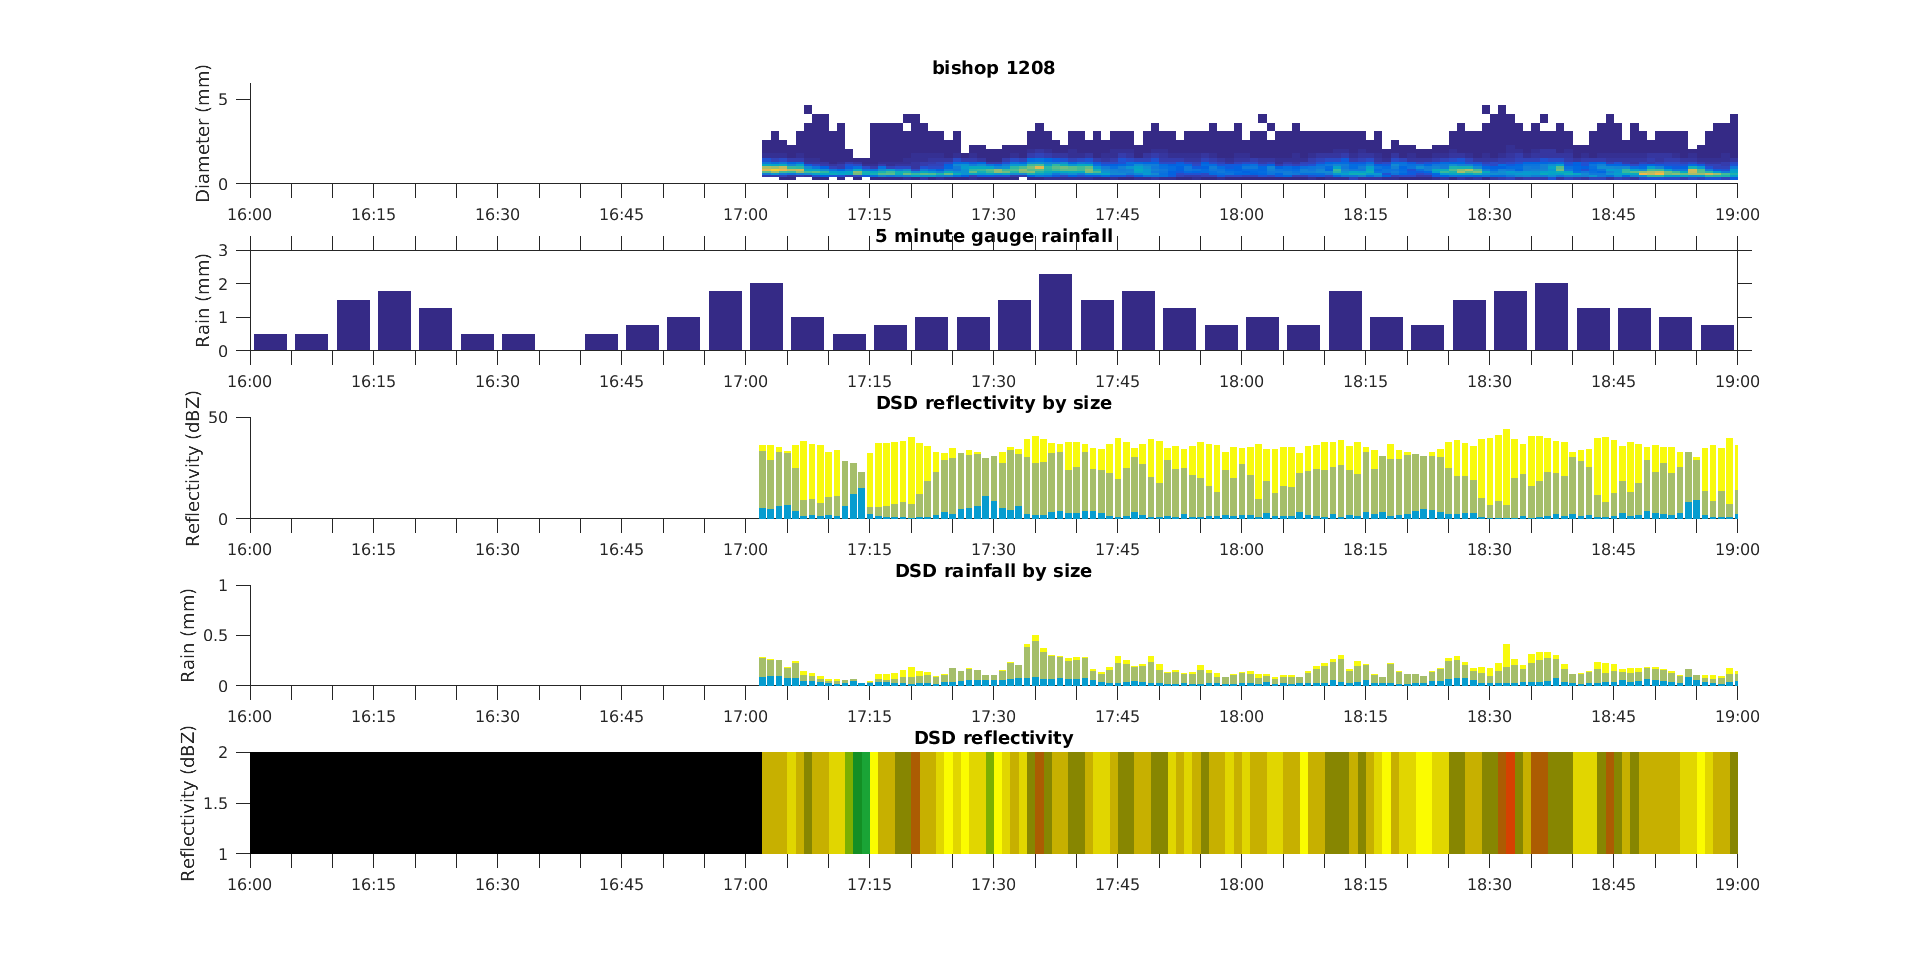 bishop 1208
Diameter (mm)
5
0
16:00 16:15 16:30 16:45 17:00 17:15 17:30 17:45 18:00 18:15 18:30 18:45 19:00
5 minute gauge rainfall
Rain (mm)
3
2
1
0
16:00 16:15 16:30 16:45 17:00 17:15 17:30 17:45 18:00 18:15 18:30 18:45 19:00
DSD reflectivity by size
Reflectivity (dBZ)
50
0
16:00 16:15 16:30 16:45 17:00 17:15 17:30 17:45 18:00 18:15 18:30 18:45 19:00
DSD rainfall by size
Rain (mm)
1
0.5
0
16:00 16:15 16:30 16:45 17:00 17:15 17:30 17:45 18:00 18:15 18:30 18:45 19:00
DSD reflectivity
Reflectivity (dBZ)
2
1.5
1
16:00 16:15 16:30 16:45 17:00 17:15 17:30 17:45 18:00 18:15 18:30 18:45 19:00